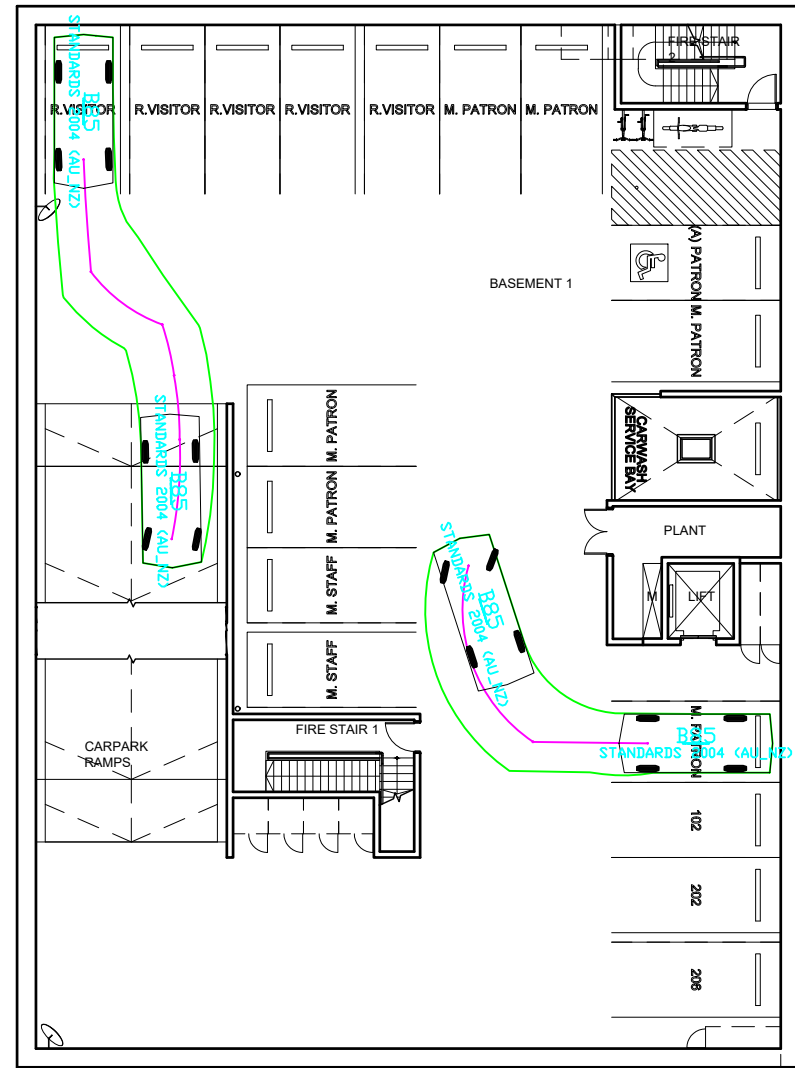 FIRE STAIR
2
R.VISITOR
R.VISITOR
R.VISITOR
R.VISITOR
R.VISITOR
M. PATRON
M. PATRON
B85
STANDARDS 2004 (AU_NZ)
(A) PATRON
M. PATRON
BASEMENT 1
CARWASH
SERVICE BAY
M. PATRON
M. PATRON
M. STAFF
M. STAFF
B85
STANDARDS 2004 (AU_NZ)
PLANT
M
LIFT
B85
STANDARDS 2004 (AU_NZ)
FIRE STAIR 1
CARPARK
RAMPS
M. PATRON
B85
STANDARDS 2004 (AU_NZ)
102
202
206